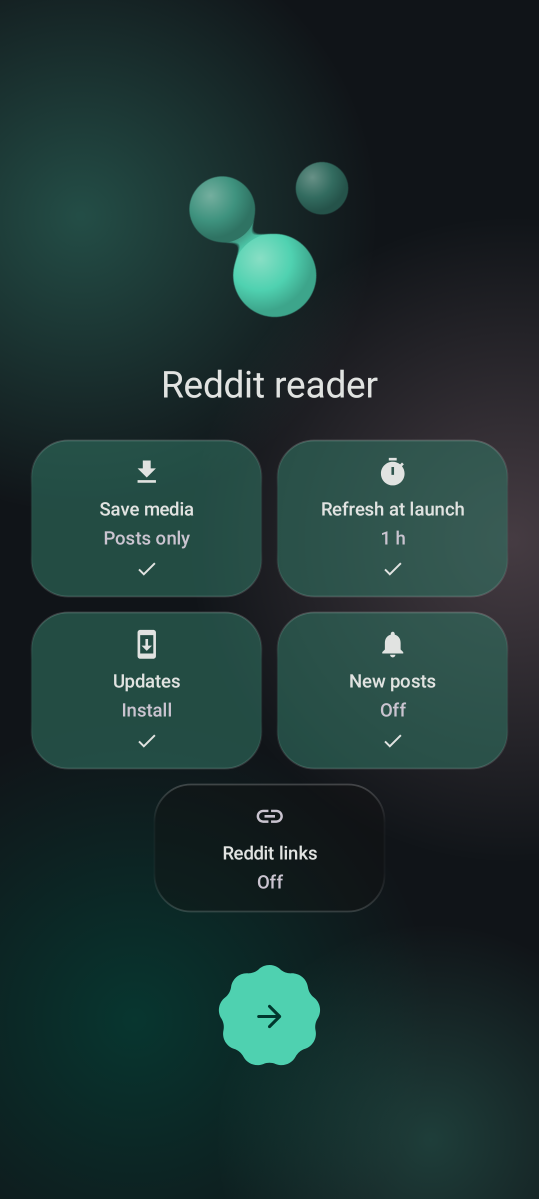 Reddit reader
Save media
Posts only
Refresh at launch
1 h
Updates
Install
New posts
Off
Reddit links
Off